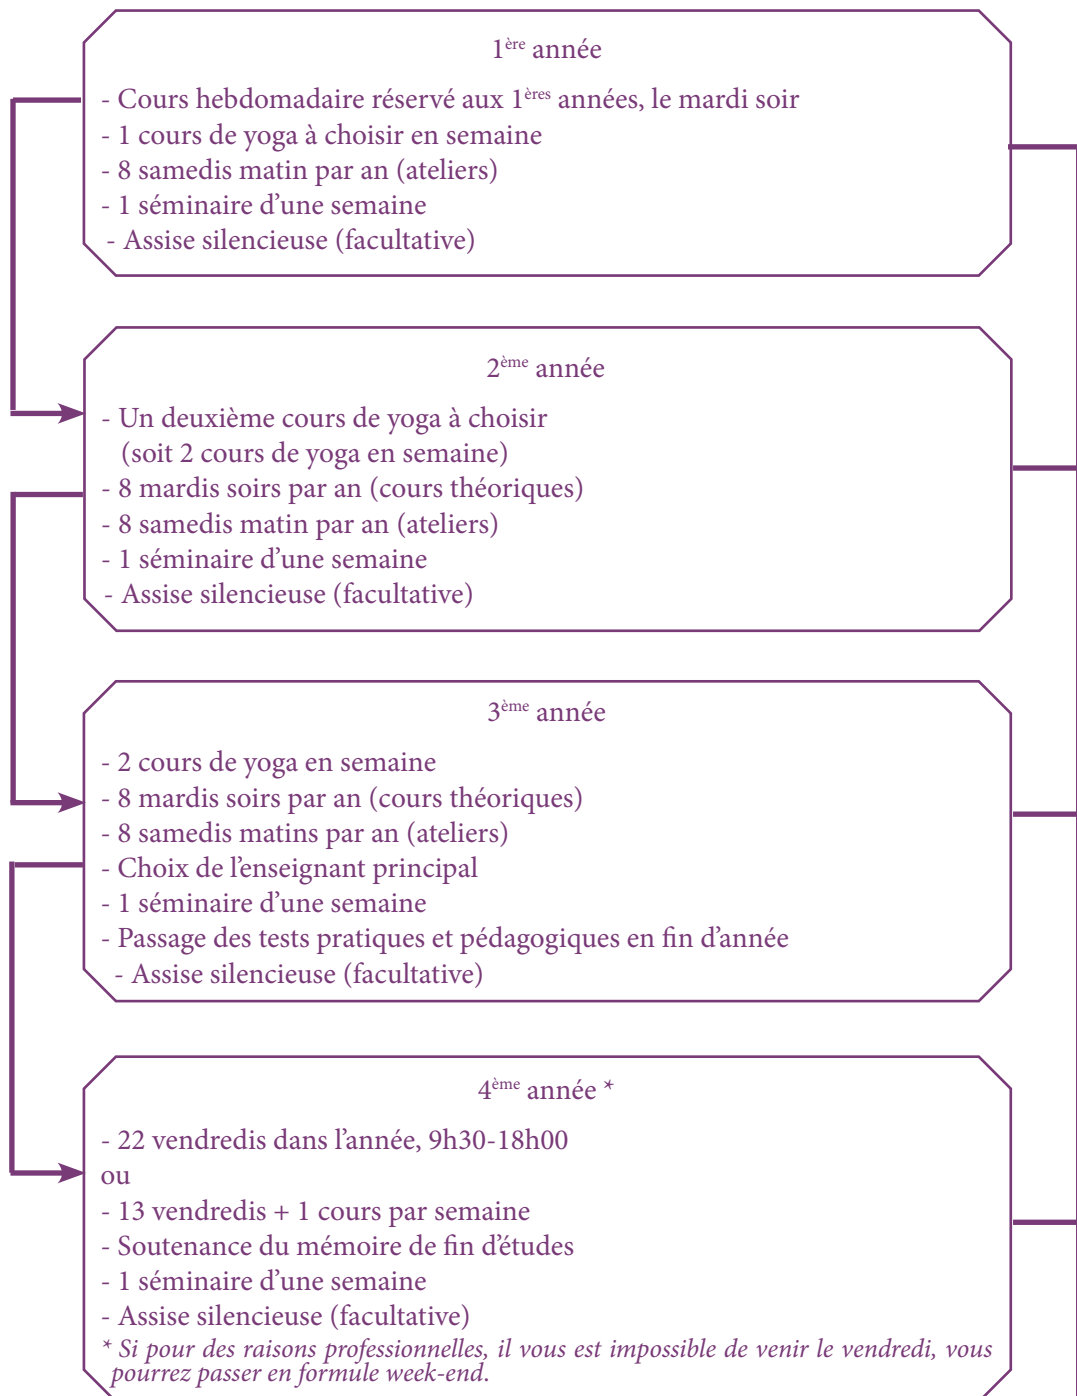 1ère année
- Cours hebdomadaire réservé aux 1ères années, le mardi soir
- 1 cours de yoga à choisir en semaine
- 8 samedis matin par an (ateliers)
- 1 séminaire d'une semaine
- Assise silencieuse (facultative)
2ème année
- Un deuxième cours de yoga à choisir
(soit 2 cours de yoga en semaine)
- 8 mardis soirs par an (cours théoriques)
- 8 samedis matin par an (ateliers)
- 1 séminaire d'une semaine
- Assise silencieuse (facultative)
3ème année
- 2 cours de yoga en semaine
- 8 mardis soirs par an (cours théoriques)
- 8 samedis matins par an (ateliers)
- Choix de l'enseignant principal
- 1 séminaire d'une semaine
- Passage des tests pratiques et pédagogiques en fin d'année
- Assise silencieuse (facultative)
4ème année *
- 22 vendredis dans l'année, 9h30-18h00
ou
- 13 vendredis + 1 cours par semaine
- Soutenance du mémoire de fin d'études
- 1 séminaire d'une semaine
- Assise silencieuse (facultative)
* Si pour des raisons professionnelles, il vous est impossible de venir le vendredi, vous
pourrez passer en formule week-end.